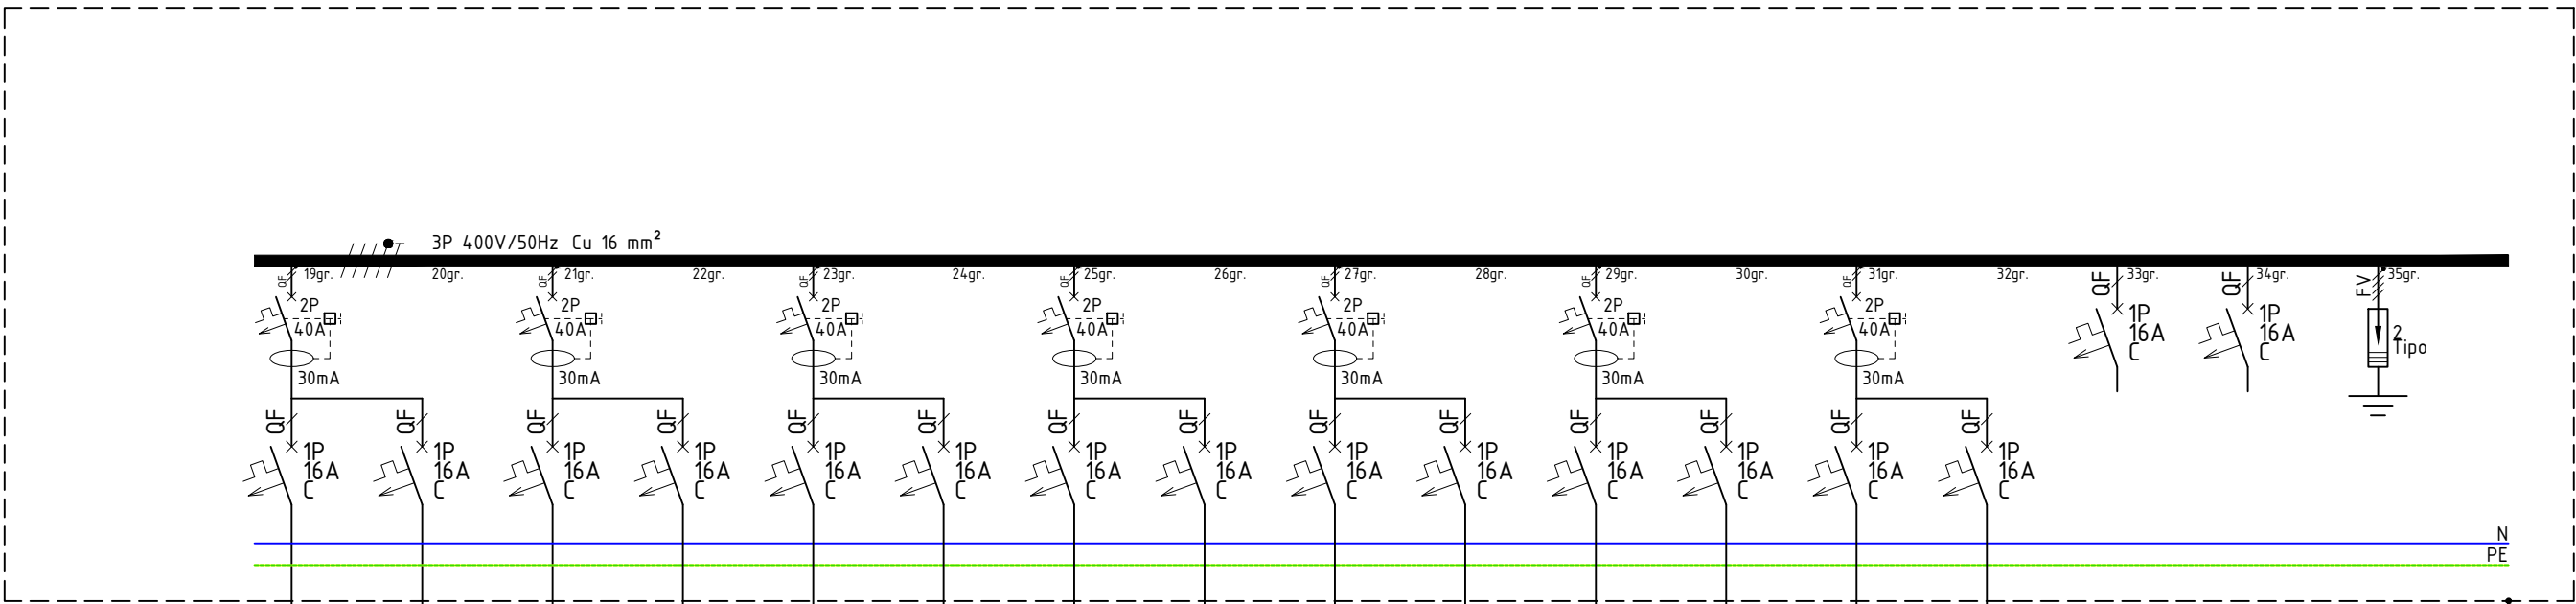 3P 400V/50Hz Cu 16 mm²
QF 19gr. 20gr. QF 21gr. 22gr. QF 23gr. 24gr. QF 25gr. 26gr. QF 27gr. 28gr. QF 29gr. 30gr. QF 31gr. 32gr. QF 33gr. QF 34gr. FV 35gr.
2P 2P 2P 2P 2P 2P 2P 1P 1P
40A 40A 40A 40A 40A 40A 40A 16A 16A 2
C C Tipo
30mA 30mA 30mA 30mA 30mA 30mA 30mA
QF QF QF QF QF QF QF QF QF QF QF QF QF QF
1P 1P 1P 1P 1P 1P 1P 1P 1P 1P 1P 1P 1P 1P
16A 16A 16A 16A 16A 16A 16A 16A 16A 16A 16A 16A 16A 16A
C C C C C C C C C C C C C C
N
PE